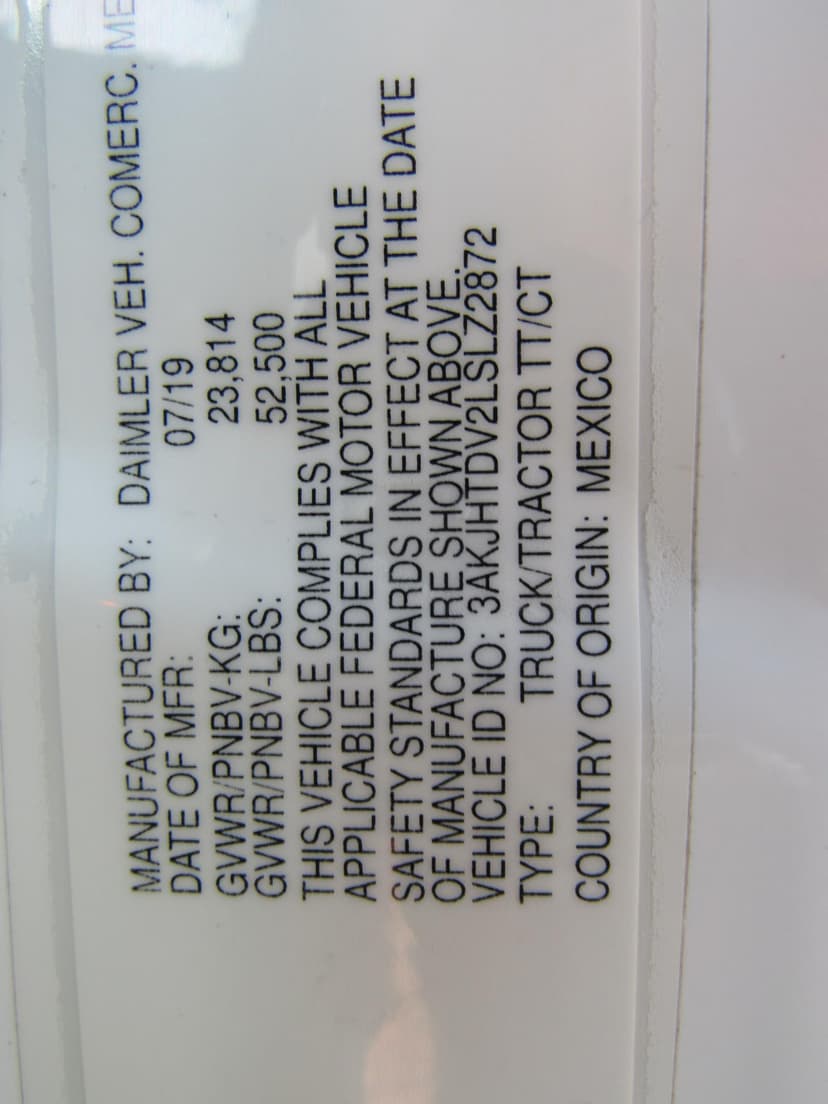 MANUFACTURED BY: DAIMLER VEH. COMERC. ME
DATE OF MFR: 07/19
GVWR/PNBV-KG: 23,814
GVWR/PNBV-LBS: 52,500
THIS VEHICLE COMPLIES WITH ALL
APPLICABLE FEDERAL MOTOR VEHICLE
SAFETY STANDARDS IN EFFECT AT THE DATE
OF MANUFACTURE SHOWN ABOVE.
VEHICLE ID NO: 3AKJHTDV2LSLZ2872
TYPE: TRUCK/TRACTOR TT/CT
COUNTRY OF ORIGIN: MEXICO